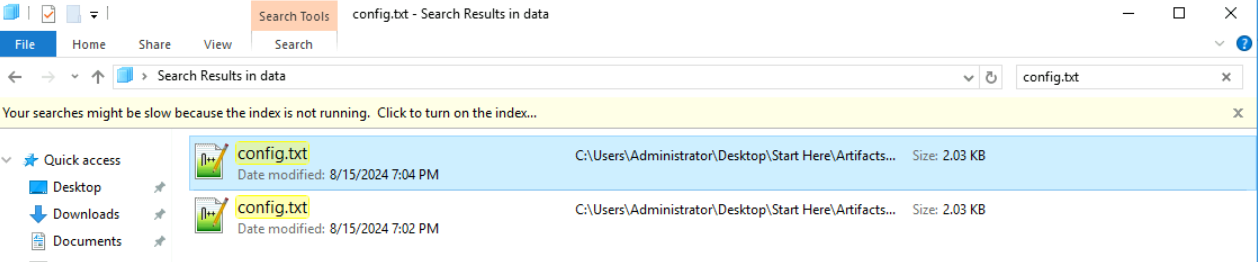 Search Tools
config.txt - Search Results in data
File
Home
Share
View
Search
Search Results in data
config.txt
Your searches might be slow because the index is not running. Click to turn on the index...
Quick access
Desktop
Downloads
Documents
config.txt
C:\Users\Administrator\Desktop\Start Here\Artifacts...
Size: 2.03 KB
Date modified: 8/15/2024 7:04 PM
config.txt
C:\Users\Administrator\Desktop\Start Here\Artifacts...
Size: 2.03 KB
Date modified: 8/15/2024 7:02 PM